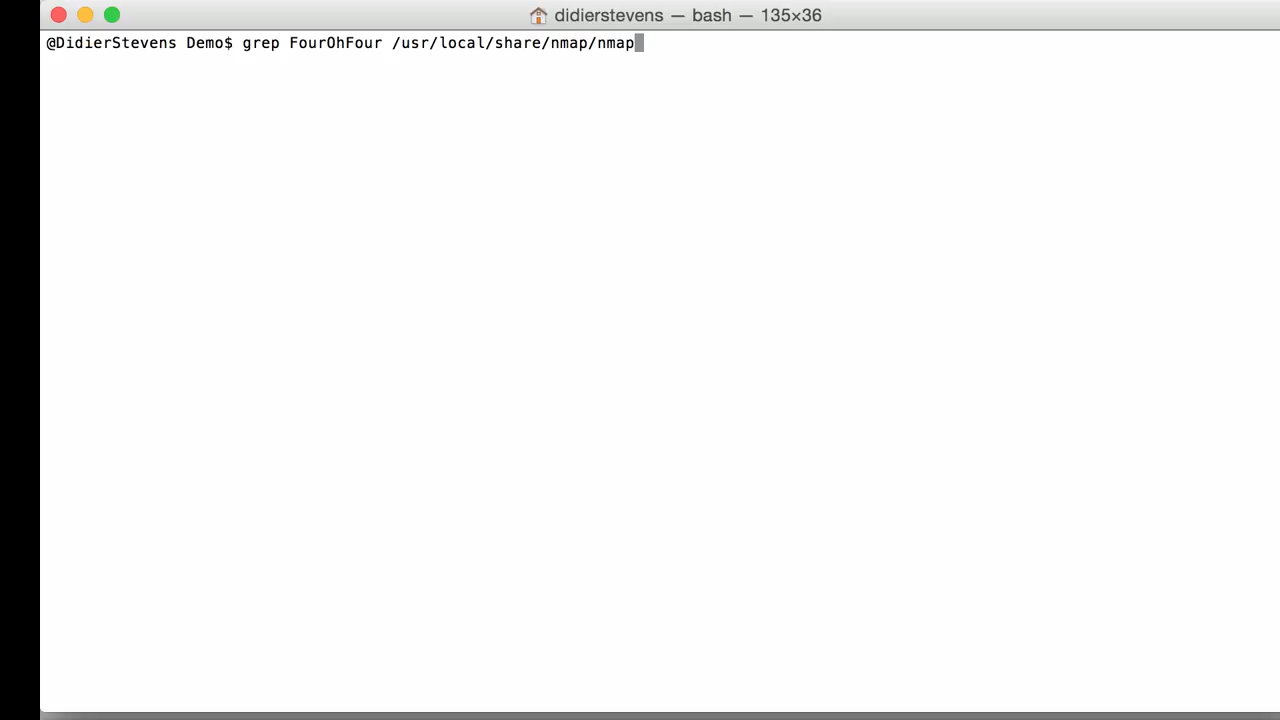 didierstevens — bash — 135×36
@DidierStevens Demo$ grep FourOhFour /usr/local/share/nmap/nmap